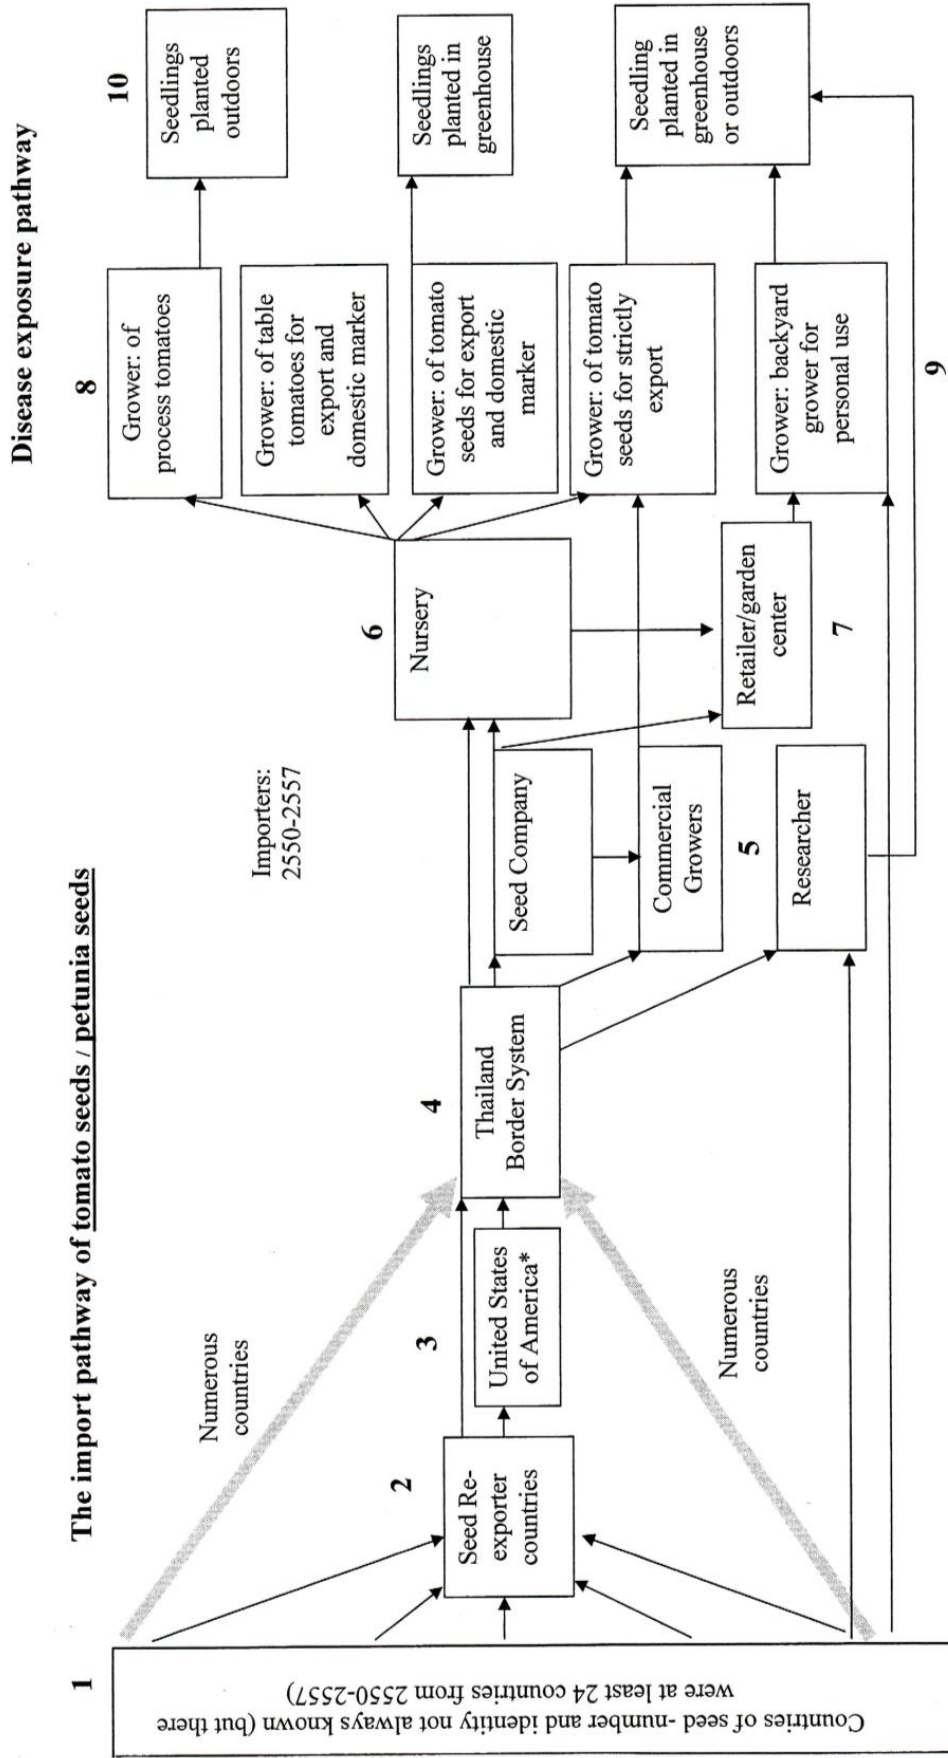 Disease exposure pathway
The import pathway of tomato seeds / petunia seeds
1
Countries of seed -number and identity not always known (but there
were at least 24 countries from 2550-2557)
Numerous
countries
Numerous
countries
2
Seed Re-
exporter
countries
3
United States
of America*
4
Thailand
Border System
Importers:
2550-2557
Seed Company
Commercial
Growers
5
Researcher
6
Nursery
Retailer/garden
center
7
8
Grower: of
process tomatoes
Grower: of table
tomatoes for
export and
domestic marker
Grower: of tomato
seeds for export
and domestic
marker
Grower: of tomato
seeds for strictly
export
Grower: backyard
grower for
personal use
9
10
Seedlings
planted
outdoors
Seedlings
planted in
greenhouse
Seedling
planted in
greenhouse
or outdoors